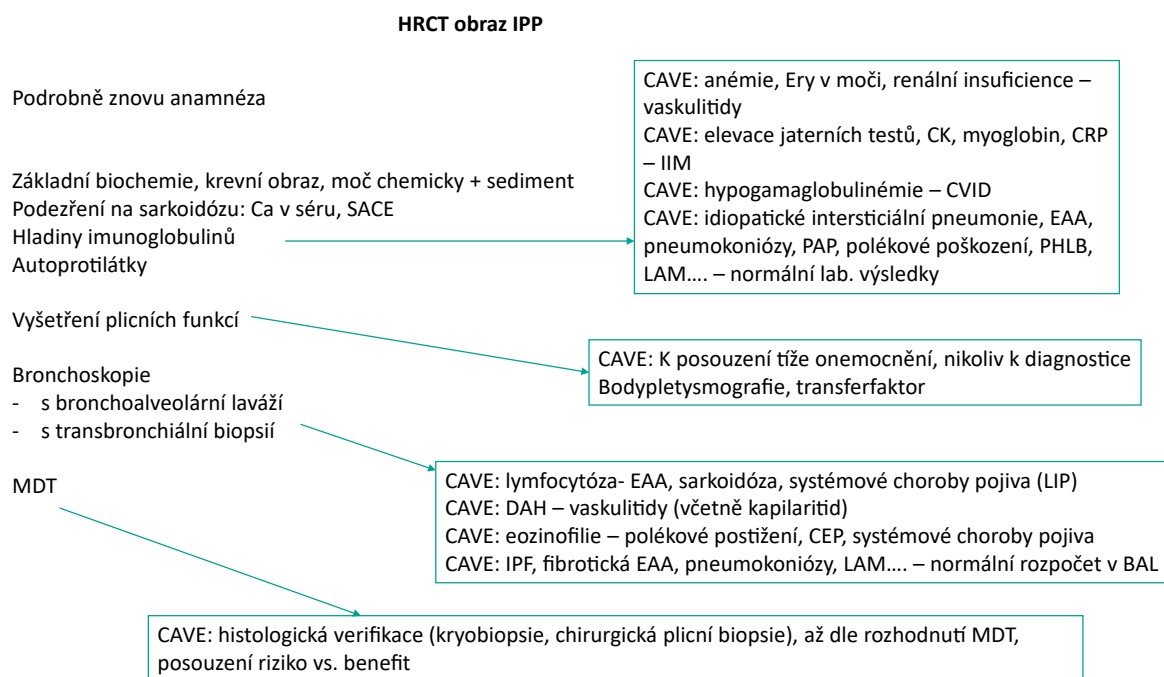 HRCT obraz IPP
Podrobně znovu anamnéza
CAVE: anémie, Ery v moči, renální insuficience –
vaskulitidy
CAVE: elevace jaterních testů, CK, myoglobin, CRP
– IIM
CAVE: hypogamaglobulinémie – CVID
CAVE: idiopatické intersticiální pneumonie, EAA,
pneumokoniózy, PAP, polékové poškození, PHLB,
LAM…. – normální lab. výsledky
Základní biochemie, krevní obraz, moč chemicky + sediment
Podezření na sarkoidózu: Ca v séru, SACE
Hladiny imunoglobulinů
Autoprotilátky
Vyšetření plicních funkcí
CAVE: K posouzení tíže onemocnění, nikoliv k diagnostice
Bodypletysmografie, transferfaktor
Bronchoskopie
- s bronchoalveolární laváží
- s transbronchiální biopsií
CAVE: lymfocytóza- EAA, sarkoidóza, systémové choroby pojiva (LIP)
CAVE: DAH – vaskulitidy (včetně kapilaritid)
CAVE: eozinofilie – polékové postižení, CEP, systémové choroby pojiva
CAVE: IPF, fibrotická EAA, pneumokoniózy, LAM…. – normální rozpočet v BAL
MDT
CAVE: histologická verifikace (kryobiopsie, chirurgická plicní biopsie), až dle rozhodnutí MDT,
posouzení riziko vs. benefit